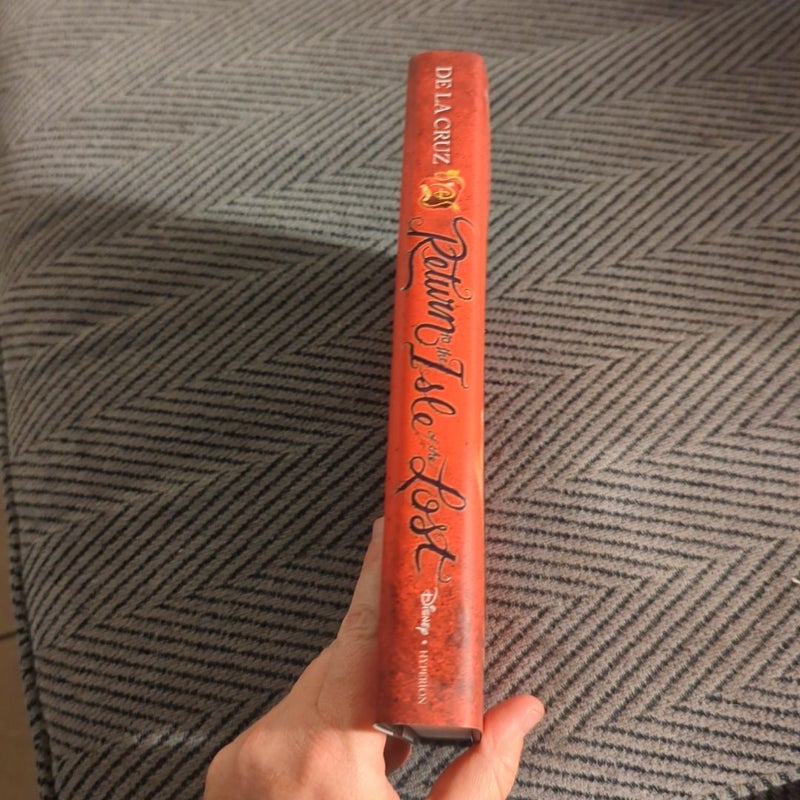 DE LA CRUZ
Return to the Isle of the Lost
Disney • HYPERION